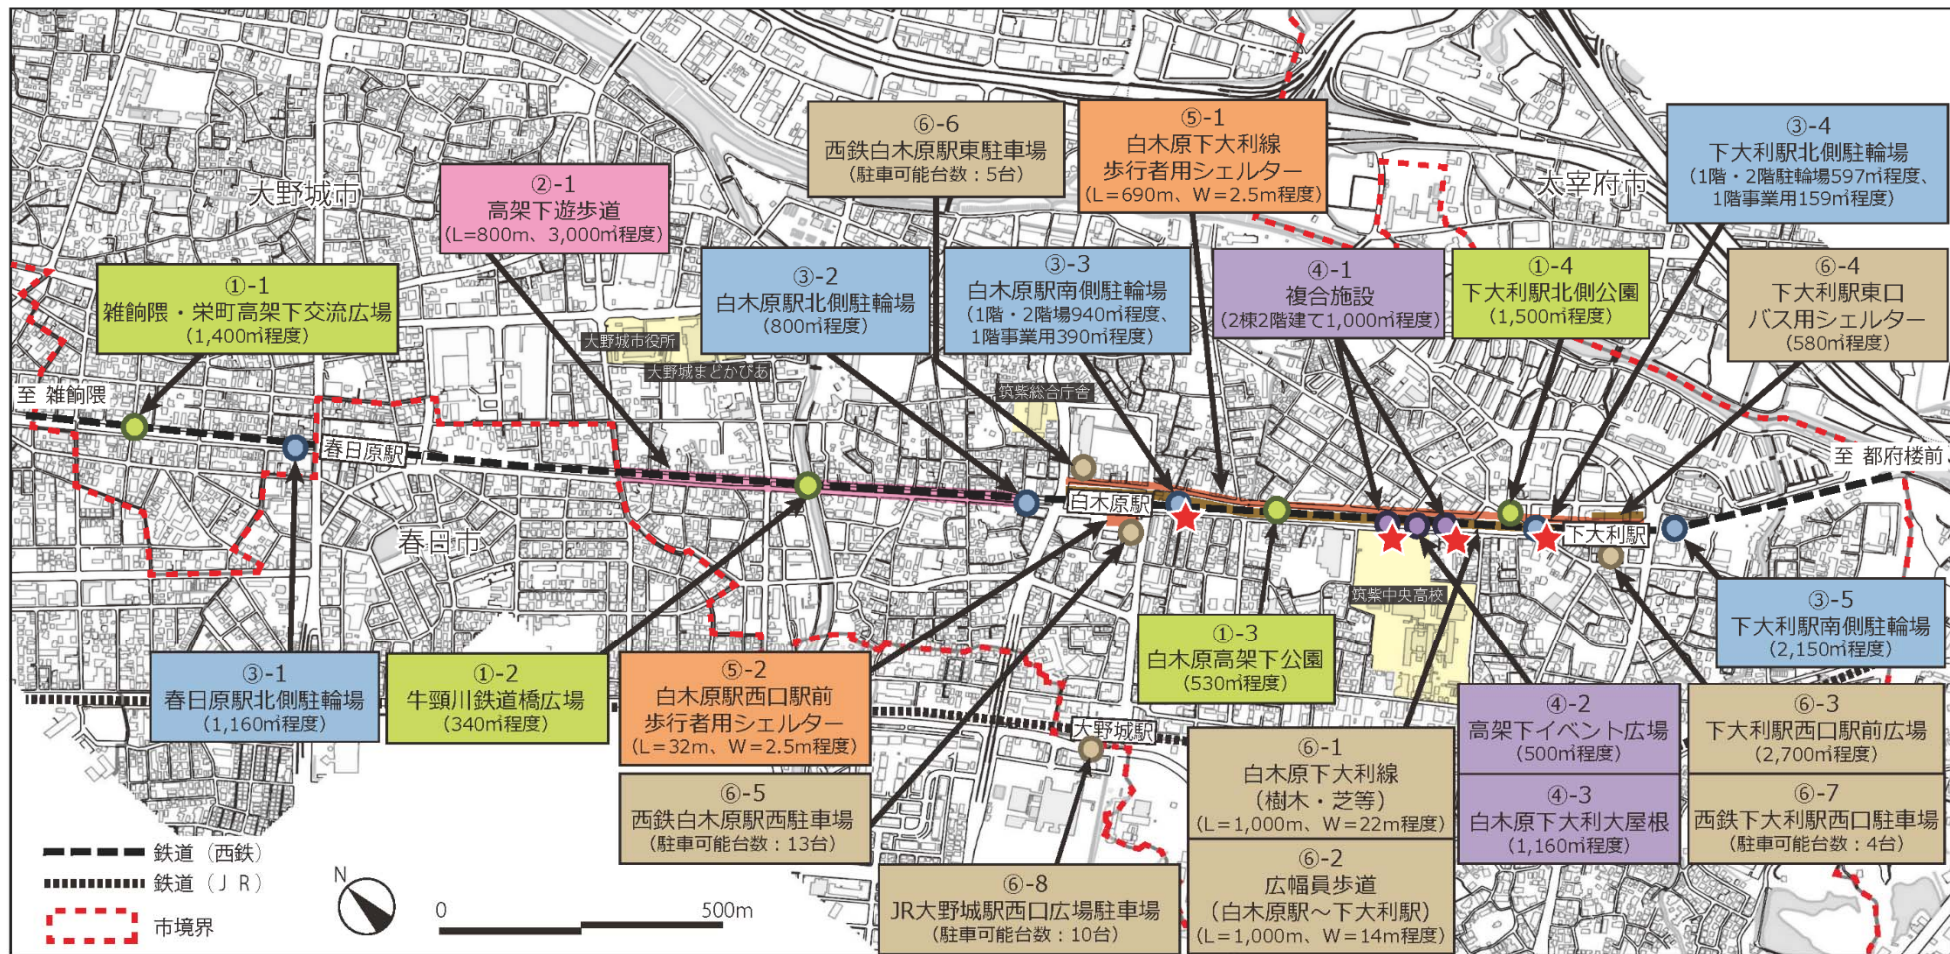 ⑥-6
西鉄白木原駅東駐車場
（駐車可能台数：5台）
⑤-1
白木原下大利線
歩行者用シェルター
（L＝690m、W＝2.5m程度）
③-4
下大利駅北側駐輪場
（1階・2階駐輪場597㎡程度、
1階事業用159㎡程度）
大野城市
太宰府市
②-1
高架下遊歩道
（L=800m、3,000㎡程度）
①-1
雑餉隈・栄町高架下交流広場
（1,400㎡程度）
③-2
白木原駅北側駐輪場
（800㎡程度）
③-3
白木原駅南側駐輪場
（1階・2階場940㎡程度、
1階事業用390㎡程度）
④-1
複合施設
（2棟2階建て1,000㎡程度）
①-4
下大利駅北側公園
（1,500㎡程度）
⑥-4
下大利駅東口
バス用シェルター
（580㎡程度）
大野城市役所
大野城まどかぴあ
筑紫総合庁舎
至 雑餉隈
春日原駅
白木原駅
下大利駅
至 都府楼前
春日市
筑紫中央高校
③-1
春日原駅北側駐輪場
（1,160㎡程度）
①-2
牛頸川鉄道橋広場
（340㎡程度）
⑤-2
白木原駅西口駅前
歩行者用シェルター
（L＝32m、W＝2.5m程度）
①-3
白木原高架下公園
（530㎡程度）
③-5
下大利駅南側駐輪場
（2,150㎡程度）
大野城駅
⑥-5
西鉄白木原駅西駐車場
（駐車可能台数：13台）
⑥-1
白木原下大利線
（樹木・芝等）
（L＝1,000m、W＝22m程度）
④-2
高架下イベント広場
（500㎡程度）
⑥-3
下大利駅西口駅前広場
（2,700㎡程度）
④-3
白木原下大利大屋根
（1,160㎡程度）
⑥-7
西鉄下大利駅西口駐車場
（駐車可能台数：4台）
⑥-8
JR大野城駅西口広場駐車場
（駐車可能台数：10台）
⑥-2
広幅員歩道
（白木原駅～下大利駅）
（L＝1,000m、W＝14m程度）
鉄道（西鉄）
鉄道（ＪＲ）
市境界
N
0
500m